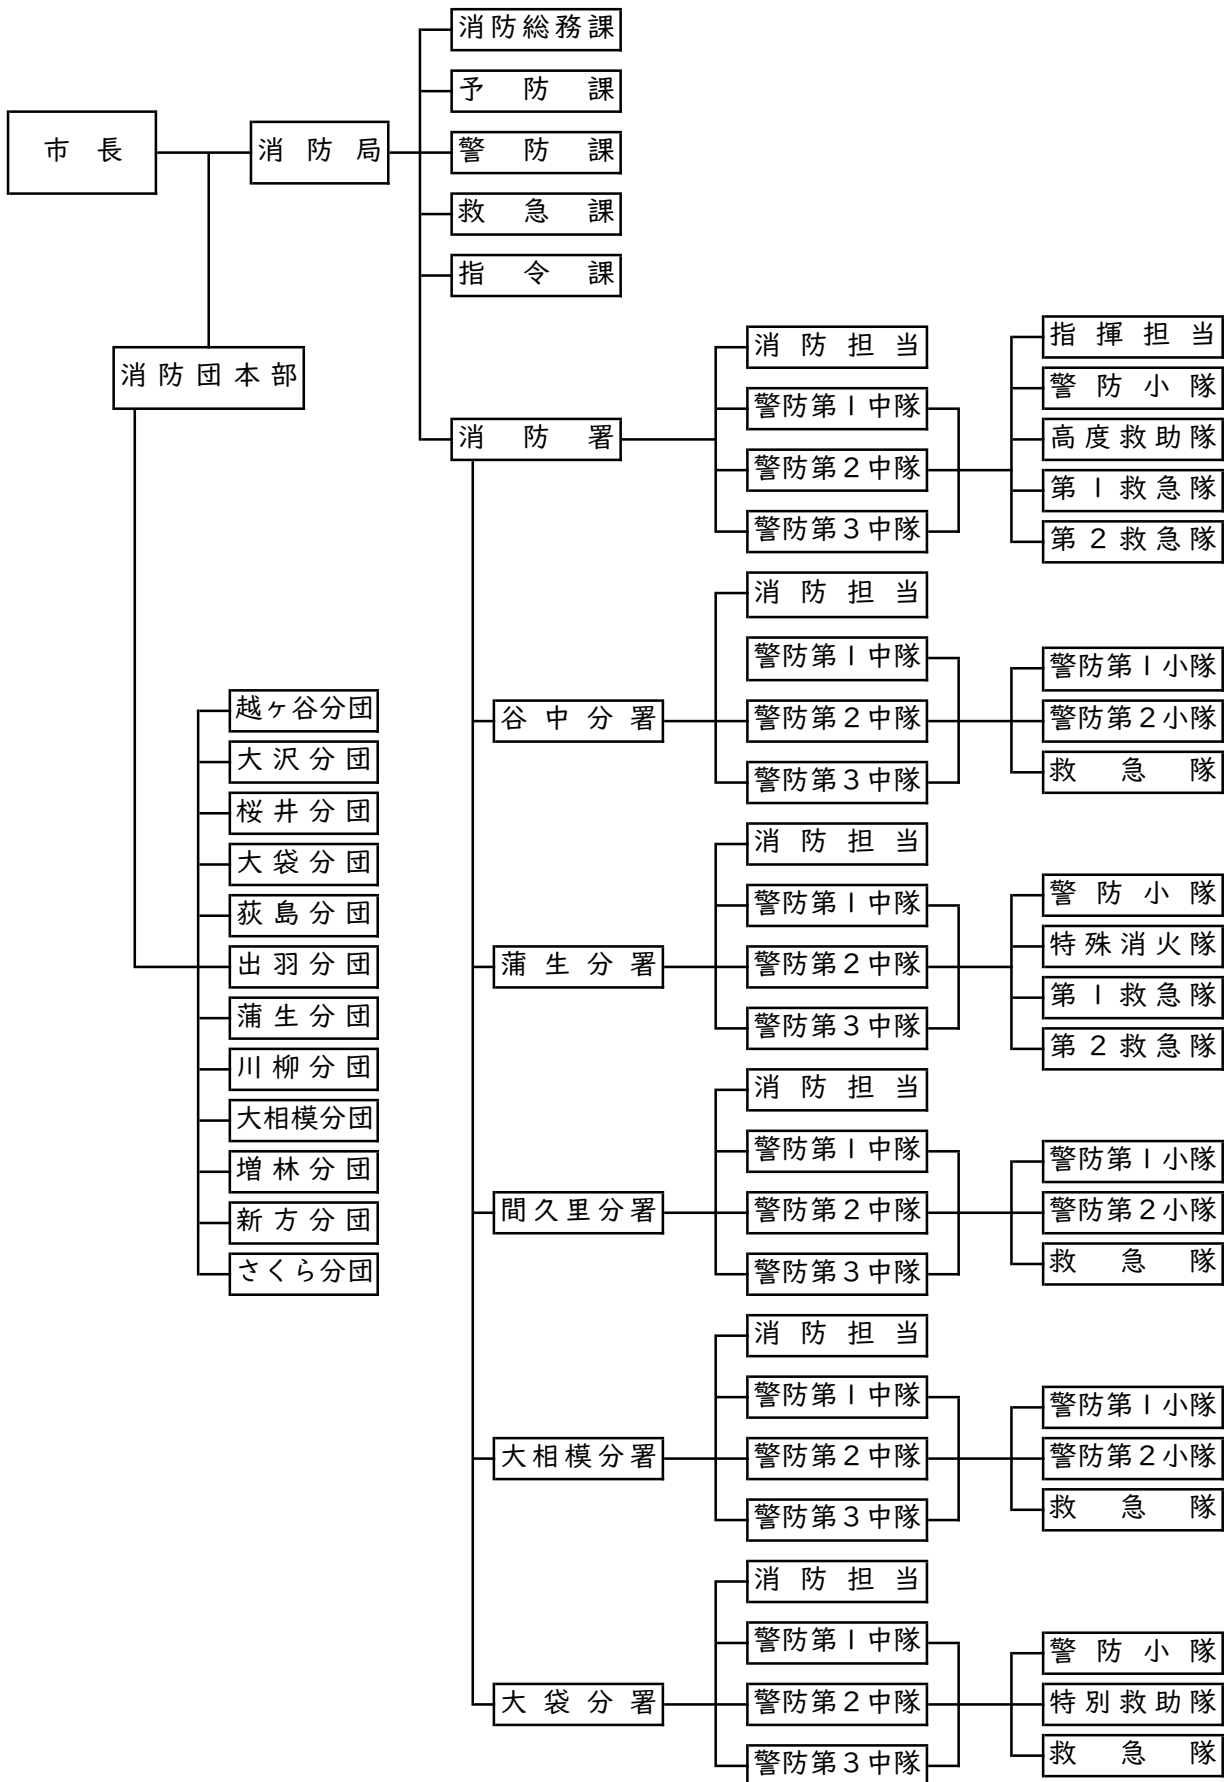 市長
消防局
消防総務課
予防課
警防課
救急課
指令課
消防団本部
越ヶ谷分団
大沢分団
桜井分団
大袋分団
荻島分団
出羽分団
蒲生分団
川柳分団
大相模分団
増林分団
新方分団
さくら分団
消防署
消防担当
警防第1中隊
警防第2中隊
警防第3中隊
指揮担当
警防小隊
高度救助隊
第1救急隊
第2救急隊
谷中分署
消防担当
警防第1中隊
警防第2中隊
警防第3中隊
警防第1小隊
警防第2小隊
救急隊
蒲生分署
消防担当
警防第1中隊
警防第2中隊
警防第3中隊
警防小隊
特殊消火隊
第1救急隊
第2救急隊
間久里分署
消防担当
警防第1中隊
警防第2中隊
警防第3中隊
警防第1小隊
警防第2小隊
救急隊
大相模分署
消防担当
警防第1中隊
警防第2中隊
警防第3中隊
警防第1小隊
警防第2小隊
救急隊
大袋分署
消防担当
警防第1中隊
警防第2中隊
警防第3中隊
警防小隊
特別救助隊
救急隊